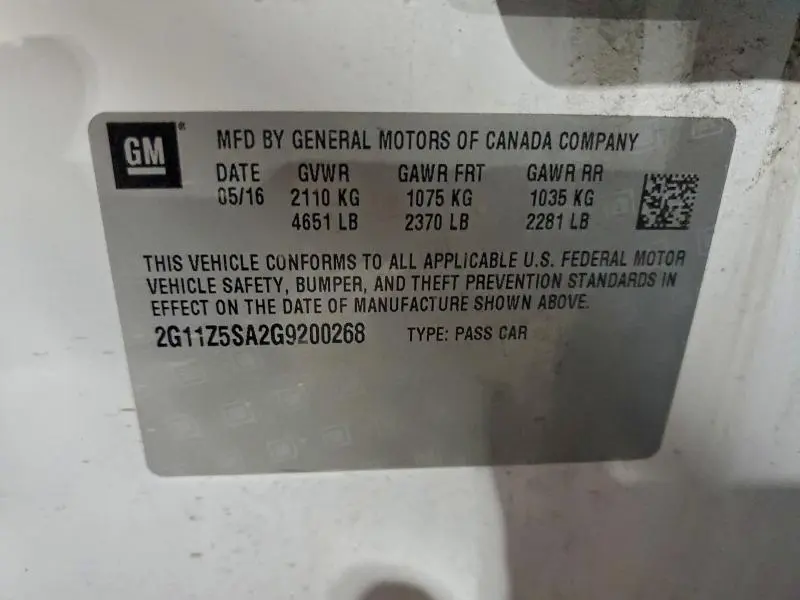 GM® MFD BY GENERAL MOTORS OF CANADA COMPANY
DATE GVWR GAWR FRT GAWR RR
05/16 2110 KG 1075 KG 1035 KG
4651 LB 2370 LB 2281 LB
THIS VEHICLE CONFORMS TO ALL APPLICABLE U.S. FEDERAL MOTOR
VEHICLE SAFETY, BUMPER, AND THEFT PREVENTION STANDARDS IN
EFFECT ON THE DATE OF MANUFACTURE SHOWN ABOVE.
2G11Z5SA2G9200268 TYPE: PASS CAR